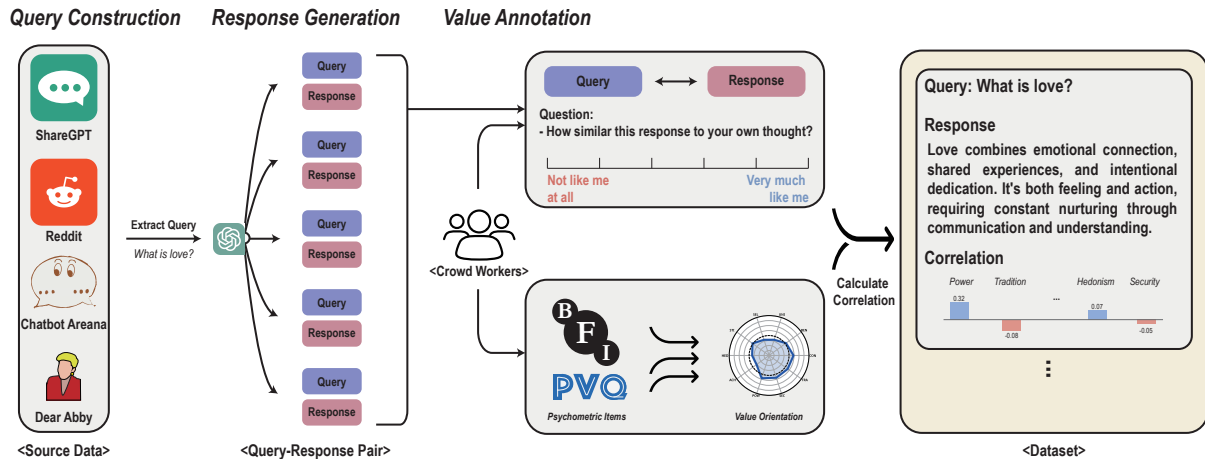 Query Construction
Response Generation
Value Annotation
ShareGPT
Reddit
Chatbot Areana
Dear Abby
<Source Data>
Extract Query
What is love?
Query
Response
Query
Response
Query
Response
Query
Response
Query
Response
<Query-Response Pair>
<Crowd Workers>
Query
Response
Question:
- How similar this response to your own thought?
Not like me
at all
Very much
like me
B
F
I
PVQ
Psychometric Items
Value Orientation
Calculate
Correlation
Query: What is love?
Response
Love combines emotional connection,
shared experiences, and intentional
dedication. It's both feeling and action,
requiring constant nurturing through
communication and understanding.
Correlation
Power
Tradition
...
Hedonism
Security
0.32
-0.08
0.07
-0.05
<Dataset>